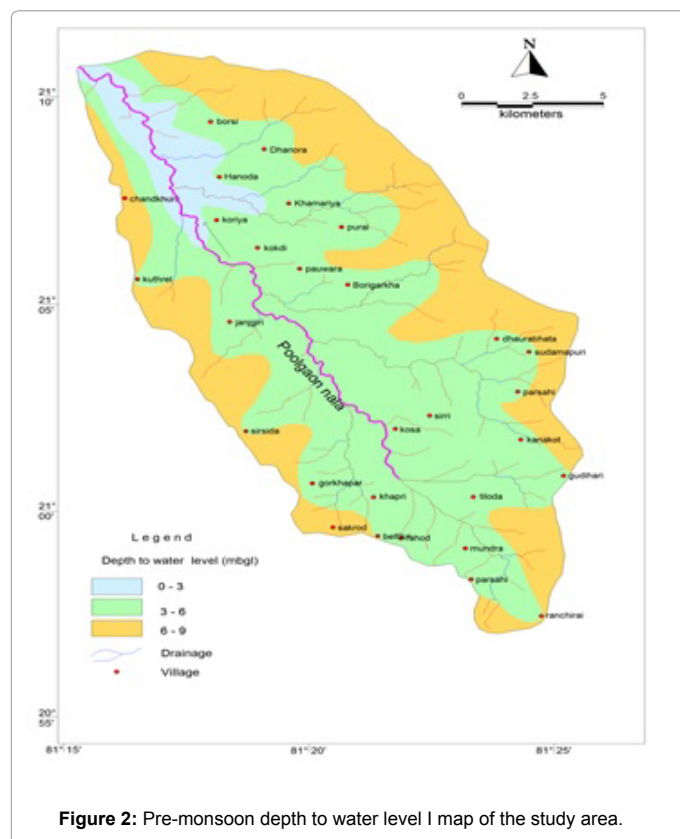 N
0 2.5 5
kilometers
21°
10'
borsi
Dhanora
Hanoda
chandkhuri
Khamariya
koriya
purai
kokdi
pauwara
kuthrel
Borigarkha
21°
05'
janjgiri
dhaurabhata
sudamapuri
Poolgaon nala
parsahi
sirri
kosa
sirsida
kanakot
gudihari
gorkhapar
khapri
tiloda
21°
00'
sakrod
mundra
parsahi
ranchirai
Legend
Depth to water level (mbgl)
0 - 3
3 - 6
6 - 9
Drainage
Village
20°
55'
81°15' 81°20' 81°25'
Figure 2: Pre-monsoon depth to water level I map of the study area.